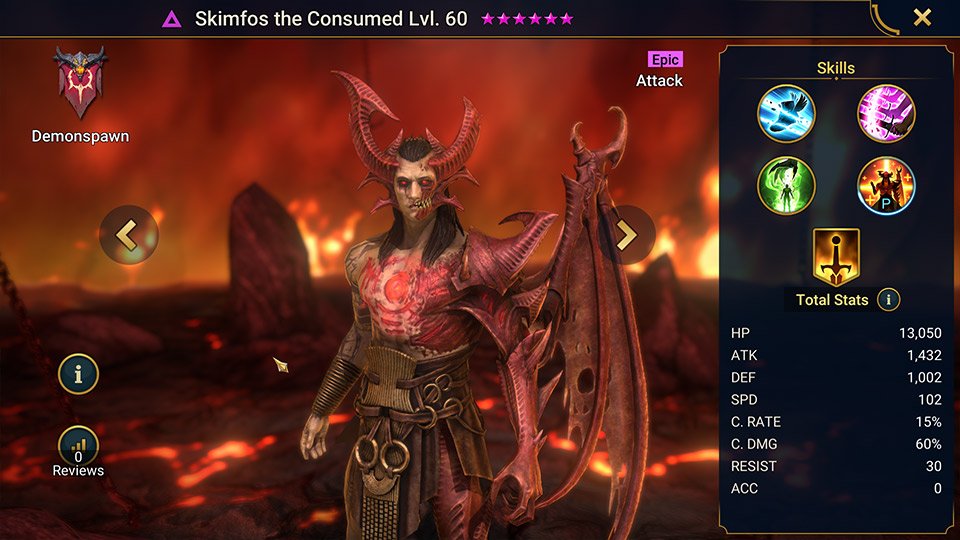 Skimfos the Consumed Lvl. 60
Demonspawn
Epic
Attack
0
Reviews
Skills
P
Total Stats
HP 13,050
ATK 1,432
DEF 1,002
SPD 102
C. RATE 15%
C. DMG 60%
RESIST 30
ACC 0